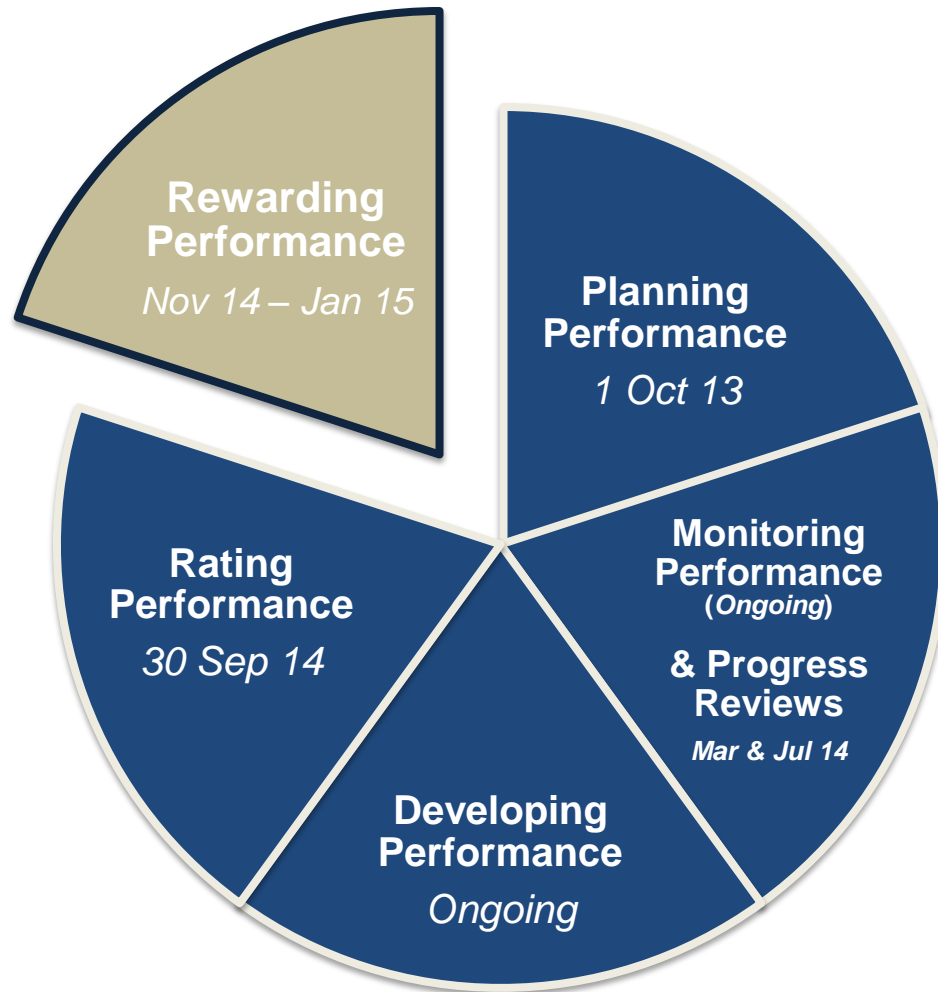 Rewarding
Performance
Nov 14 – Jan 15
Planning
Performance
1 Oct 13
Monitoring
Performance
(Ongoing)
& Progress
Reviews
Mar & Jul 14
Developing
Performance
Ongoing
Rating
Performance
30 Sep 14